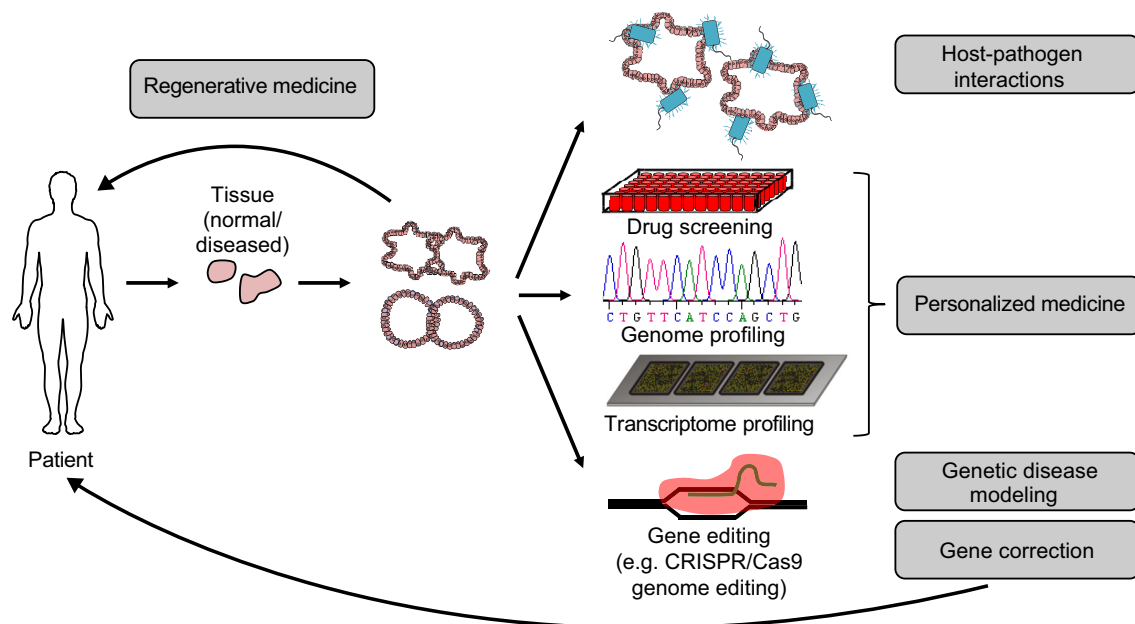 Host-pathogen
interactions
Regenerative medicine
Tissue
(normal/
diseased)
Drug screening
CTGTTCATCCAGCTG
Genome profiling
Personalized medicine
Transcriptome profiling
Patient
Genetic disease
modeling
Gene editing
(e.g. CRISPR/Cas9
genome editing)
Gene correction